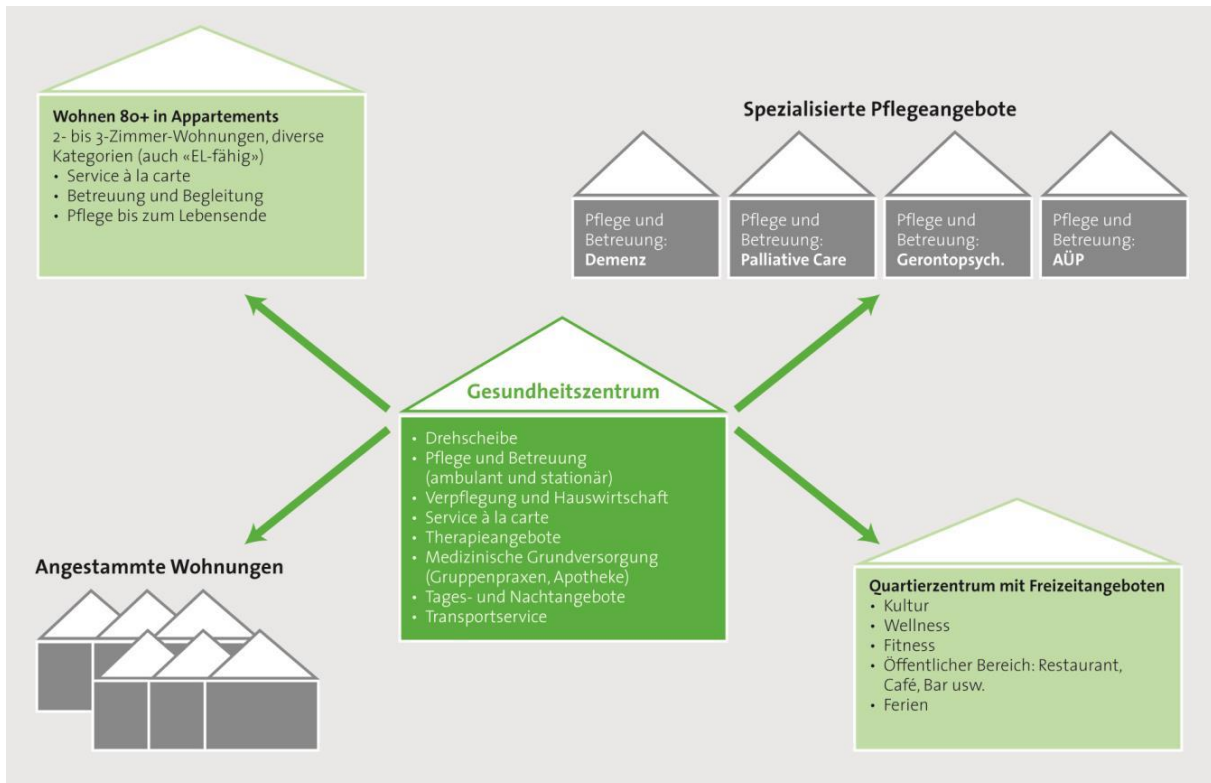 Wohnen 80+ in Appartements
2- bis 3-Zimmer-Wohnungen, diverse
Kategorien (auch «EL-fähig»)
• Service à la carte
• Betreuung und Begleitung
• Pflege bis zum Lebensende
Spezialisierte Pflegeangebote
Pflege und
Betreuung:
Demenz
Pflege und
Betreuung:
Palliative Care
Pflege und
Betreuung:
Gerontopsych.
Pflege und
Betreuung:
AÜP
Gesundheitszentrum
• Drehscheibe
• Pflege und Betreuung
(ambulant und stationär)
• Verpflegung und Hauswirtschaft
• Service à la carte
• Therapieangebote
• Medizinische Grundversorgung
(Gruppenpraxen, Apotheke)
• Tages- und Nachtangebote
• Transportservice
Angestammte Wohnungen
Quartierzentrum mit Freizeitangeboten
• Kultur
• Wellness
• Fitness
• Öffentlicher Bereich: Restaurant,
Café, Bar usw.
• Ferien